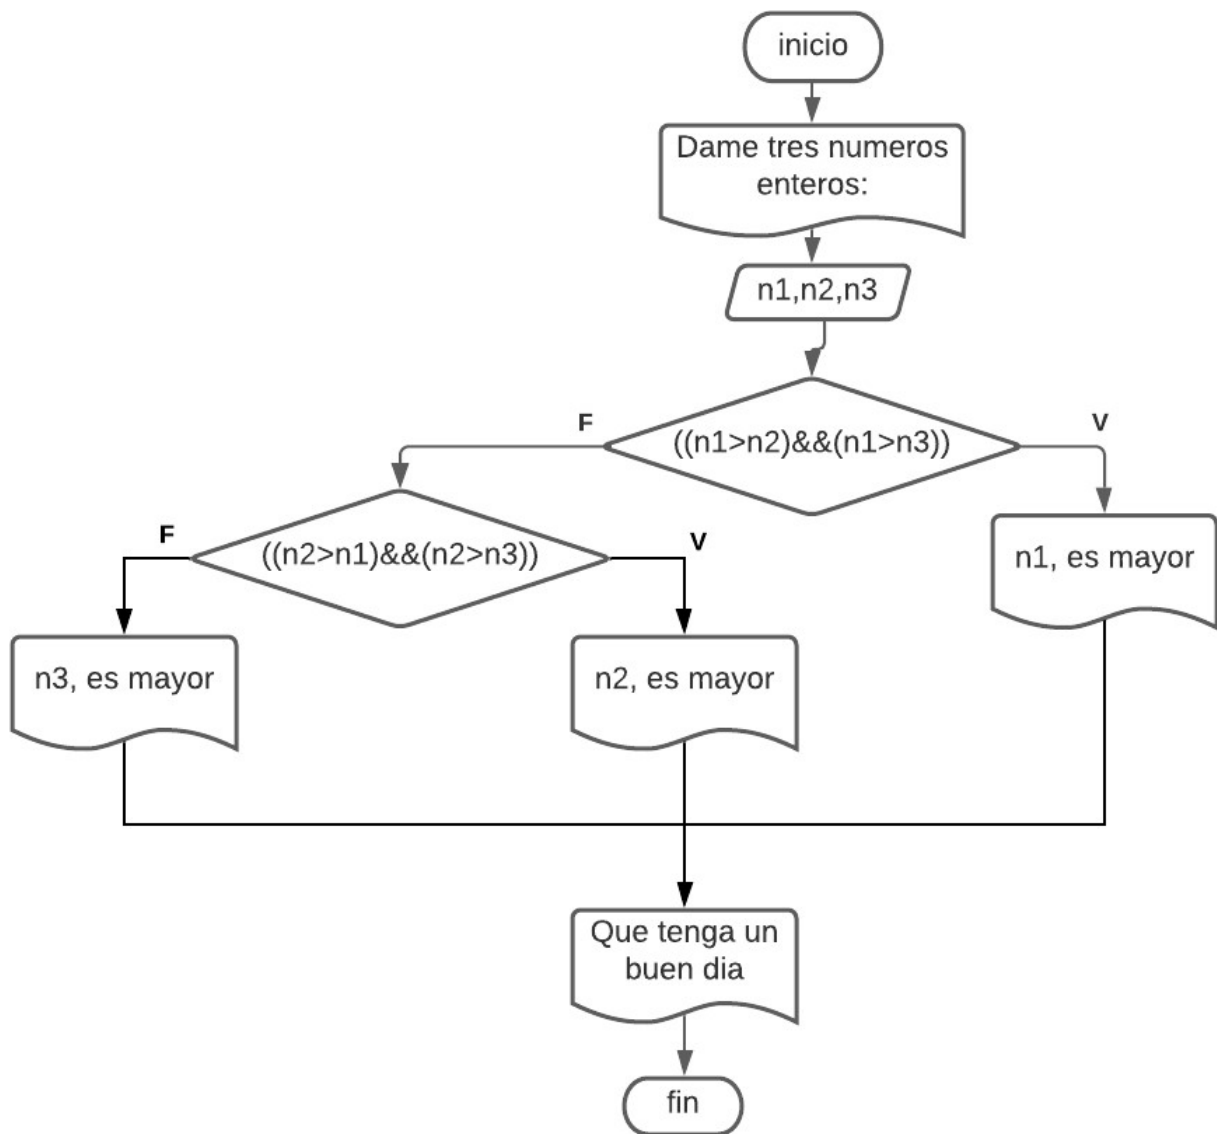 inicio
Dame tres numeros
enteros:
n1,n2,n3
F
((n1>n2)&&(n1>n3))
V
F
((n2>n1)&&(n2>n3))
V
n1, es mayor
n3, es mayor
n2, es mayor
Que tenga un
buen dia
fin